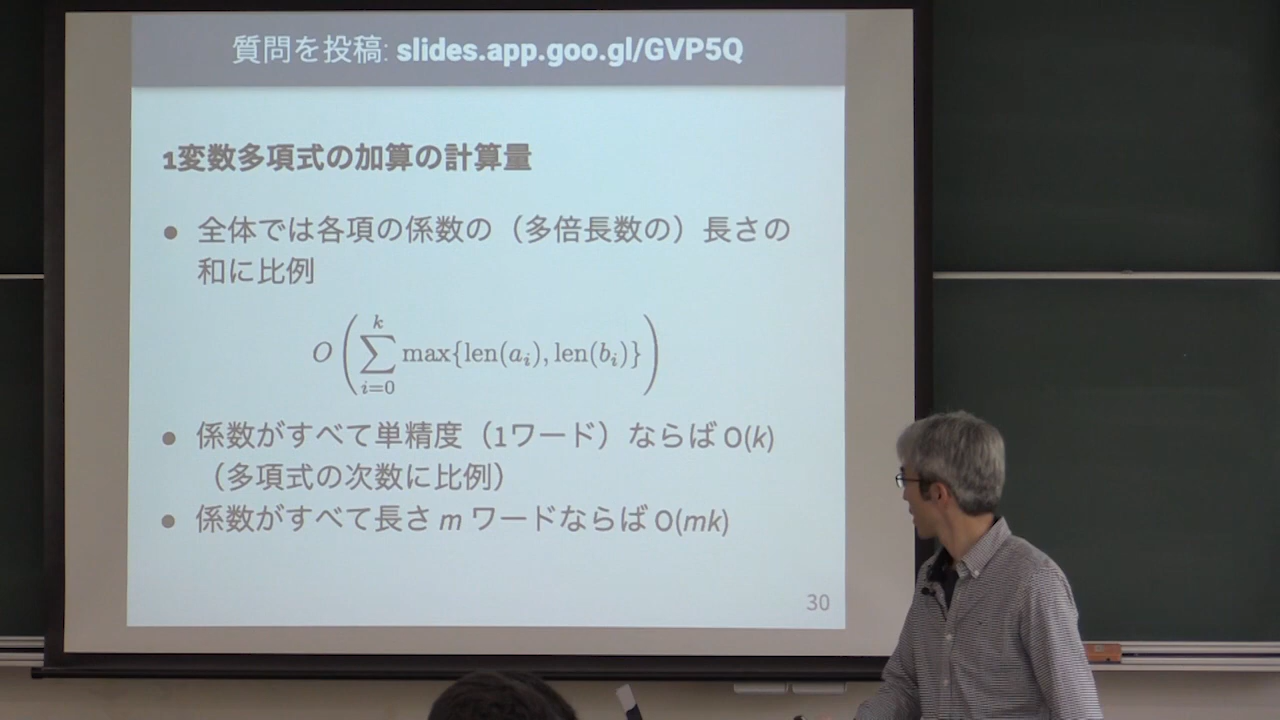 質問を投稿: slides.app.goo.gl/GVP5Q
1変数多項式の加算の計算量
● 全体では各項の係数の（多倍長数の）長さの
和に比例
O(∑_{i=0}^{k} max{len(a_i), len(b_i)})
● 係数がすべて単精度（1ワード）ならば O(k)
（多項式の次数に比例）
● 係数がすべて長さ m ワードならば O(mk)
30